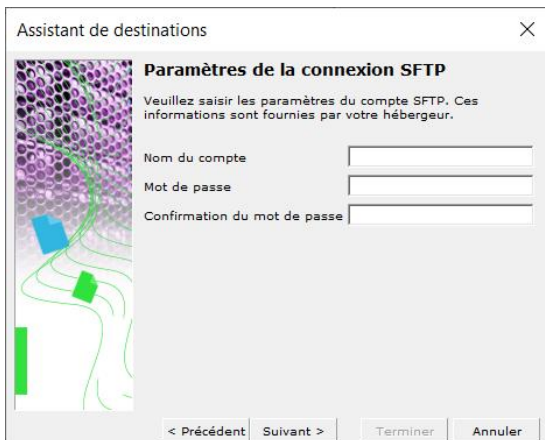 Assistant de destinations
Paramètres de la connexion SFTP
Veuillez saisir les paramètres du compte SFTP. Ces
informations sont fournies par votre hébergeur.
Nom du compte
Mot de passe
Confirmation du mot de passe
< Précédent Suivant > Terminer Annuler